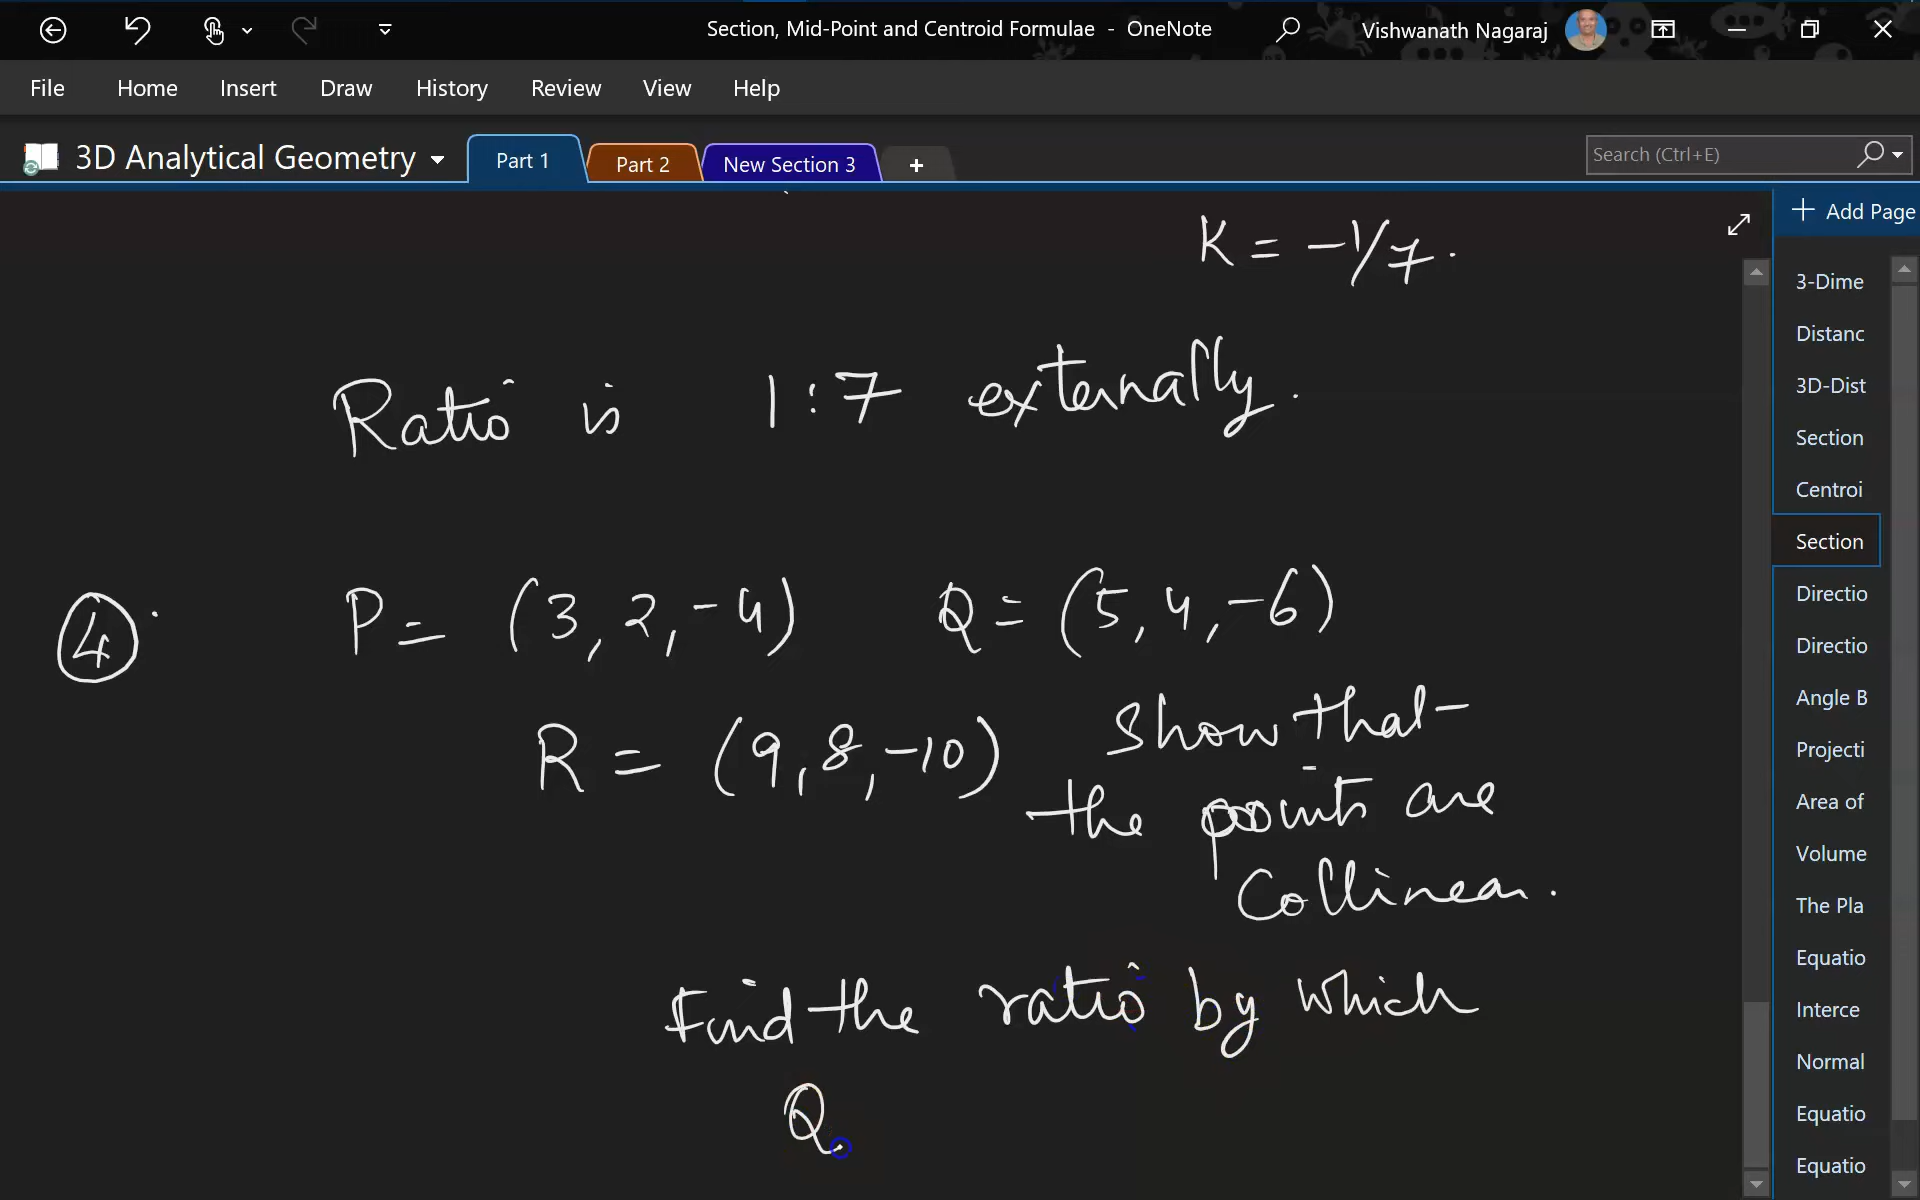 Section, Mid-Point and Centroid Formulae - OneNote
Vishwanath Nagaraj
File Home Insert Draw History Review View Help
3D Analytical Geometry
Part 1
Part 2
New Section 3
+
Search (Ctrl+E)
Add Page
K = -1/7.
Ratio is 1:7 externally.
4. P = (3, 2, -4) Q = (5, 4, -6)
R = (9, 8, -10) Show that
the points are
Collinear.
Find the ratio by which
Q
3-Dime
Distanc
3D-Dist
Section
Centroi
Section
Directio
Directio
Angle B
Projecti
Area of
Volume
The Pla
Equatio
Interce
Normal
Equatio
Equatio